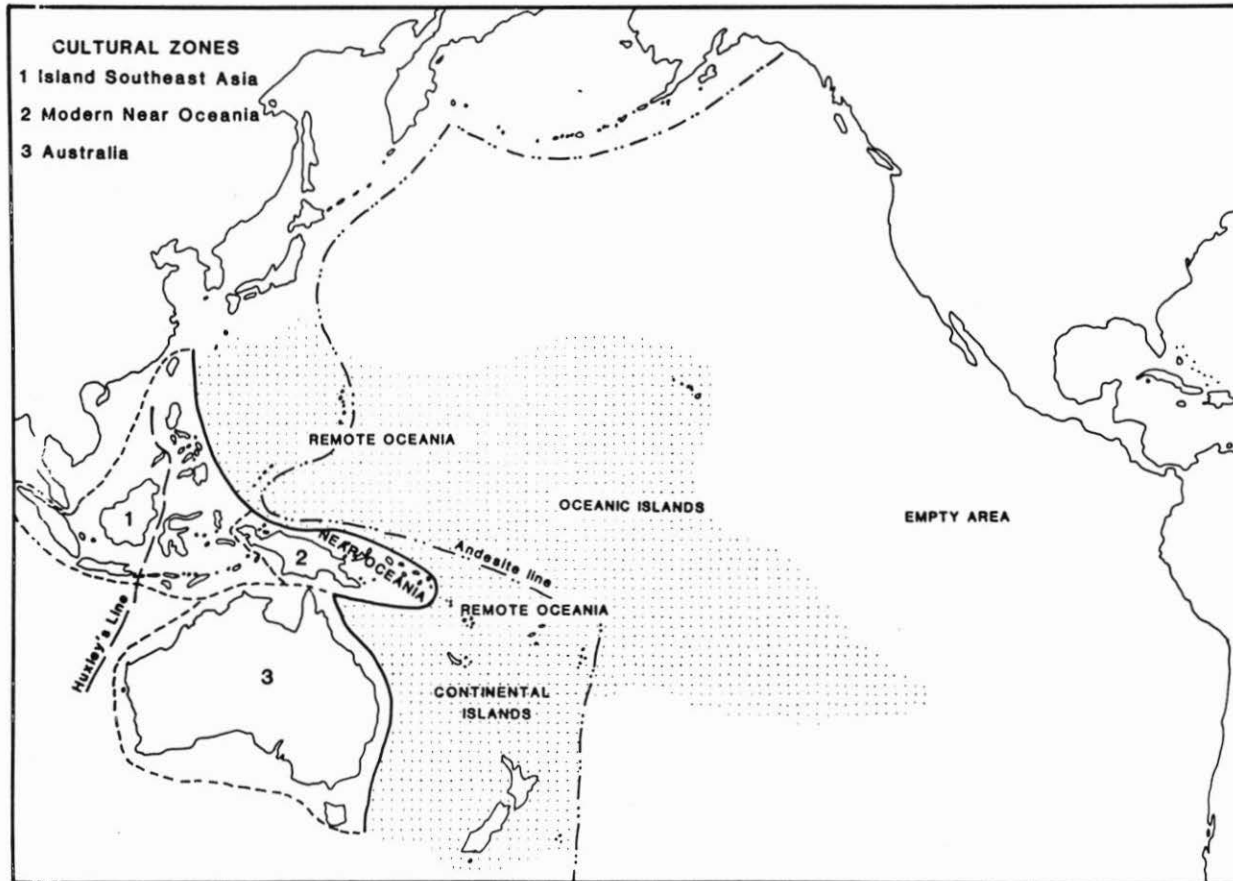 CULTURAL ZONES
1 Island Southeast Asia
2 Modern Near Oceania
3 Australia
REMOTE OCEANIA
OCEANIC ISLANDS
EMPTY AREA
1
2
NEAR OCEANIA
Andesite line
REMOTE OCEANIA
Huxley's Line
3
CONTINENTAL
ISLANDS